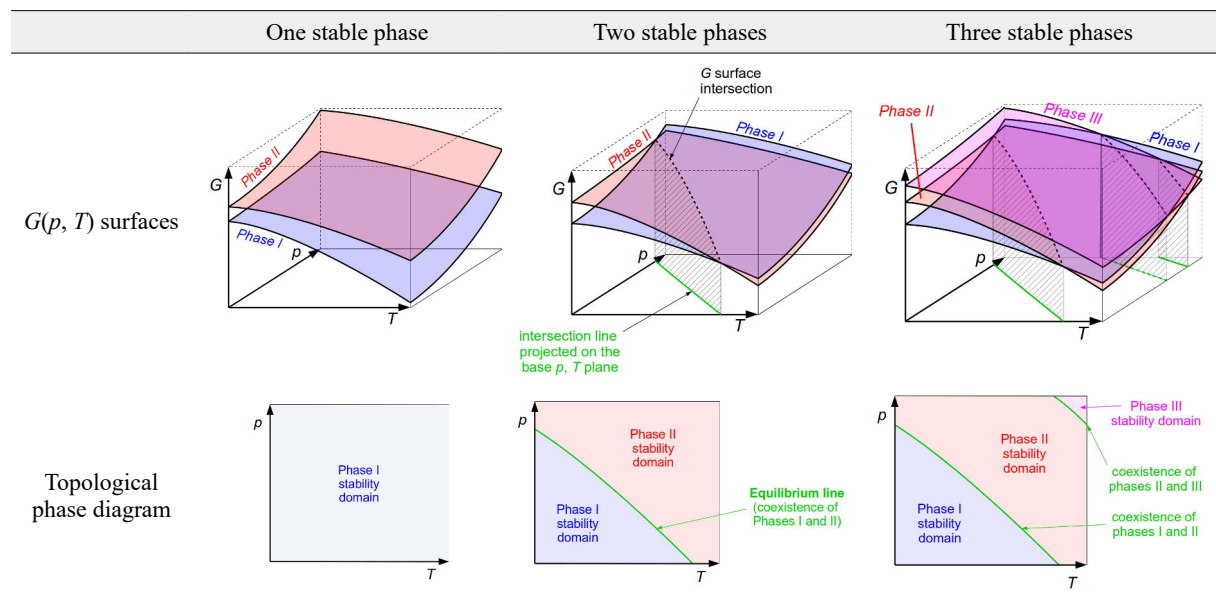 One stable phase
Two stable phases
Three stable phases
G(p, T) surfaces
Phase II
G
Phase I
p
T
G surface
intersection
Phase II
Phase I
G
p
T
intersection line
projected on the
base p, T plane
Phase II
Phase III
Phase I
G
p
T
Topological
phase diagram
p
Phase I
stability
domain
T
p
Phase II
stability
domain
Phase I
stability
domain
Equilibrium line
(coexistence of
Phases I and II)
T
p
Phase III
stability domain
Phase II
stability
domain
coexistence of
phases II and III
Phase I
stability
domain
coexistence of
phases I and II
T